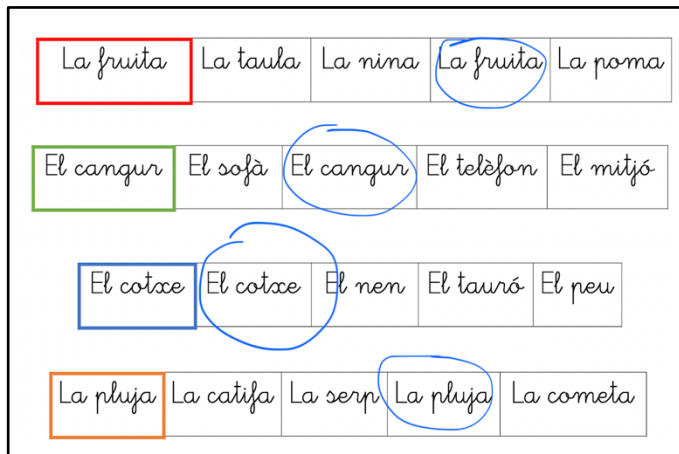 La fruita La taula La nina La fruita La poma
El cangur El sofà El cangur El telèfon El mitjó
El cotxe El cotxe El nen El tauró El peu
La pluja La catifa La serp La pluja La cometa